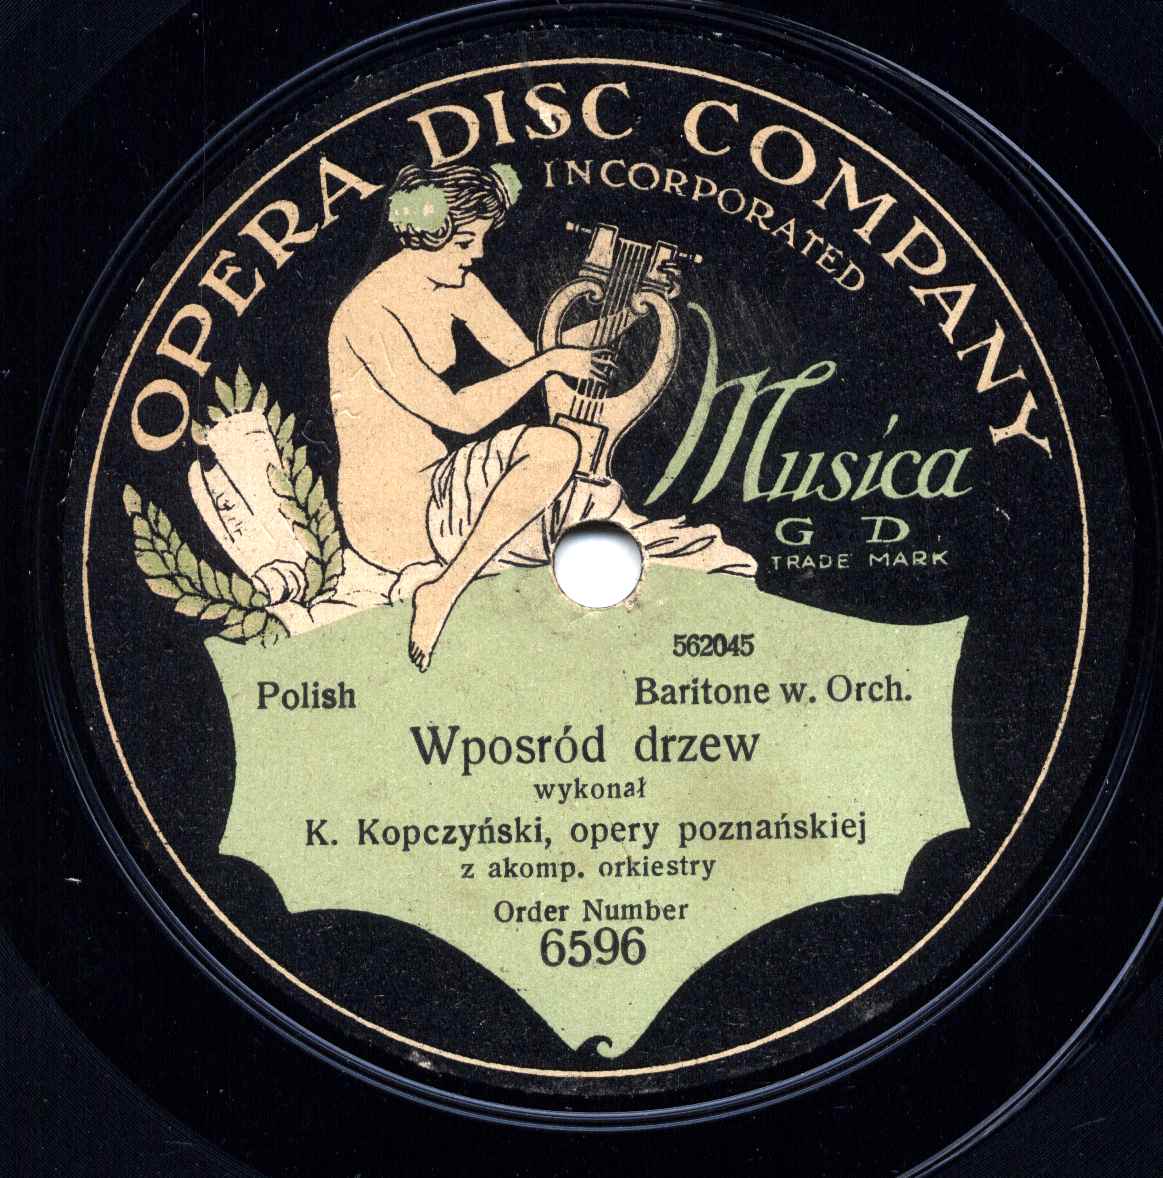 OPERA DISC COMPANY
INCORPORATED
Musica
G D
TRADE MARK
562045
Polish Baritone w. Orch.
Wposród drzew
wykonał
K. Kopczyński, opery poznańskiej
z akomp. orkiestry
Order Number
6596